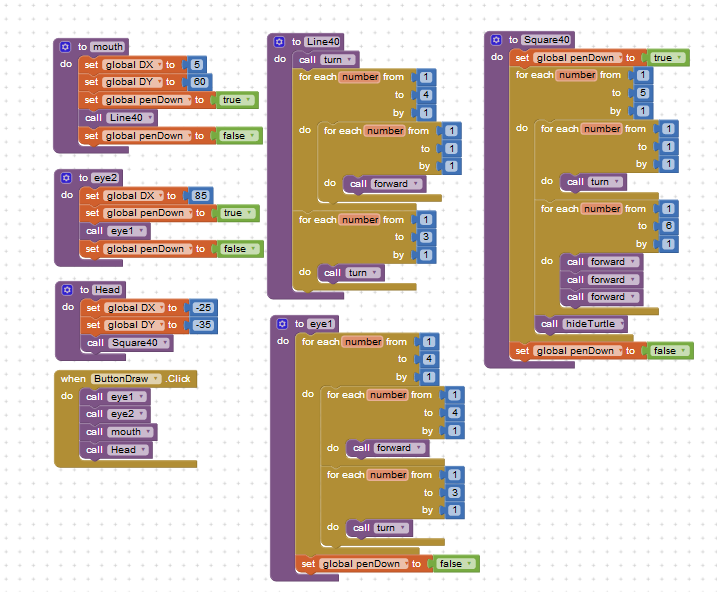 to mouth
do set global DX to 5
set global DY to 60
set global penDown to true
call Line40
set global penDown to false
to eye2
do set global DX to 85
set global penDown to true
call eye1
set global penDown to false
to Head
do set global DX to -25
set global DY to -35
call Square40
when ButtonDraw .Click
do call eye1
call eye2
call mouth
call Head
to Line40
do call turn
for each number from 1
to 4
by 1
do for each number from 1
to 1
by 1
do call forward
for each number from 1
to 3
by 1
do call turn
to eye1
do for each number from 1
to 4
by 1
do for each number from 1
to 4
by 1
do call forward
for each number from 1
to 3
by 1
do call turn
set global penDown to false
to Square40
do set global penDown to true
for each number from 1
to 5
by 1
do for each number from 1
to 1
by 1
do call turn
for each number from 1
to 6
by 1
do call forward
call forward
call forward
call hideTurtle
set global penDown to false